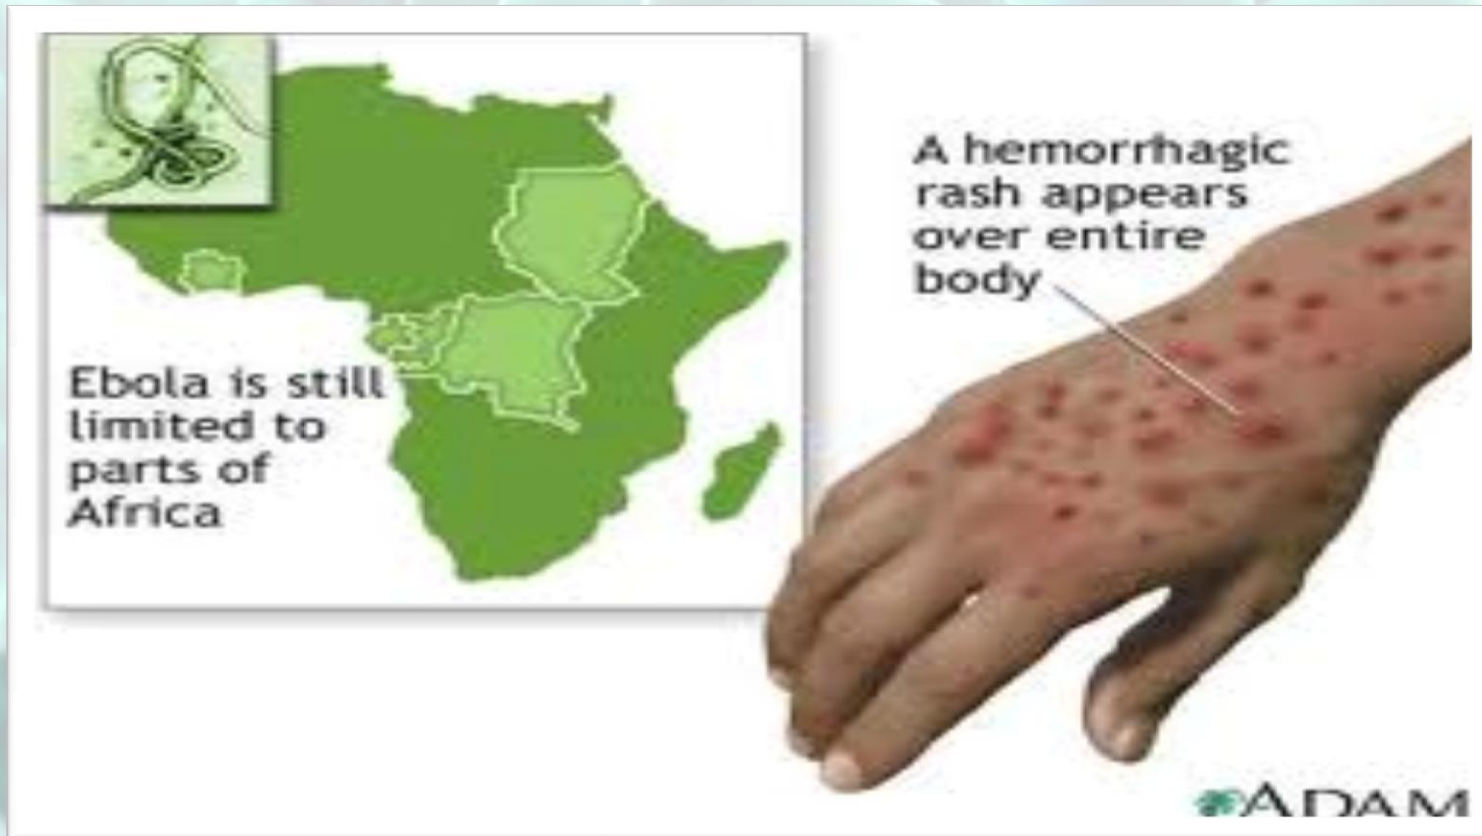 Ebola is still
limited to
parts of
Africa
A hemorrhagic
rash appears
over entire
body
ADAM